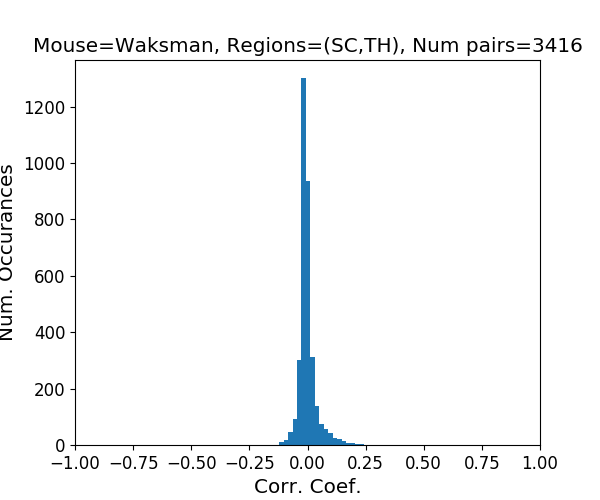 Mouse=Waksman, Regions=(SC,TH), Num pairs=3416
Num. Occurances
1200
1000
800
600
400
200
0
−1.00 −0.75 −0.50 −0.25 0.00 0.25 0.50 0.75 1.00
Corr. Coef.